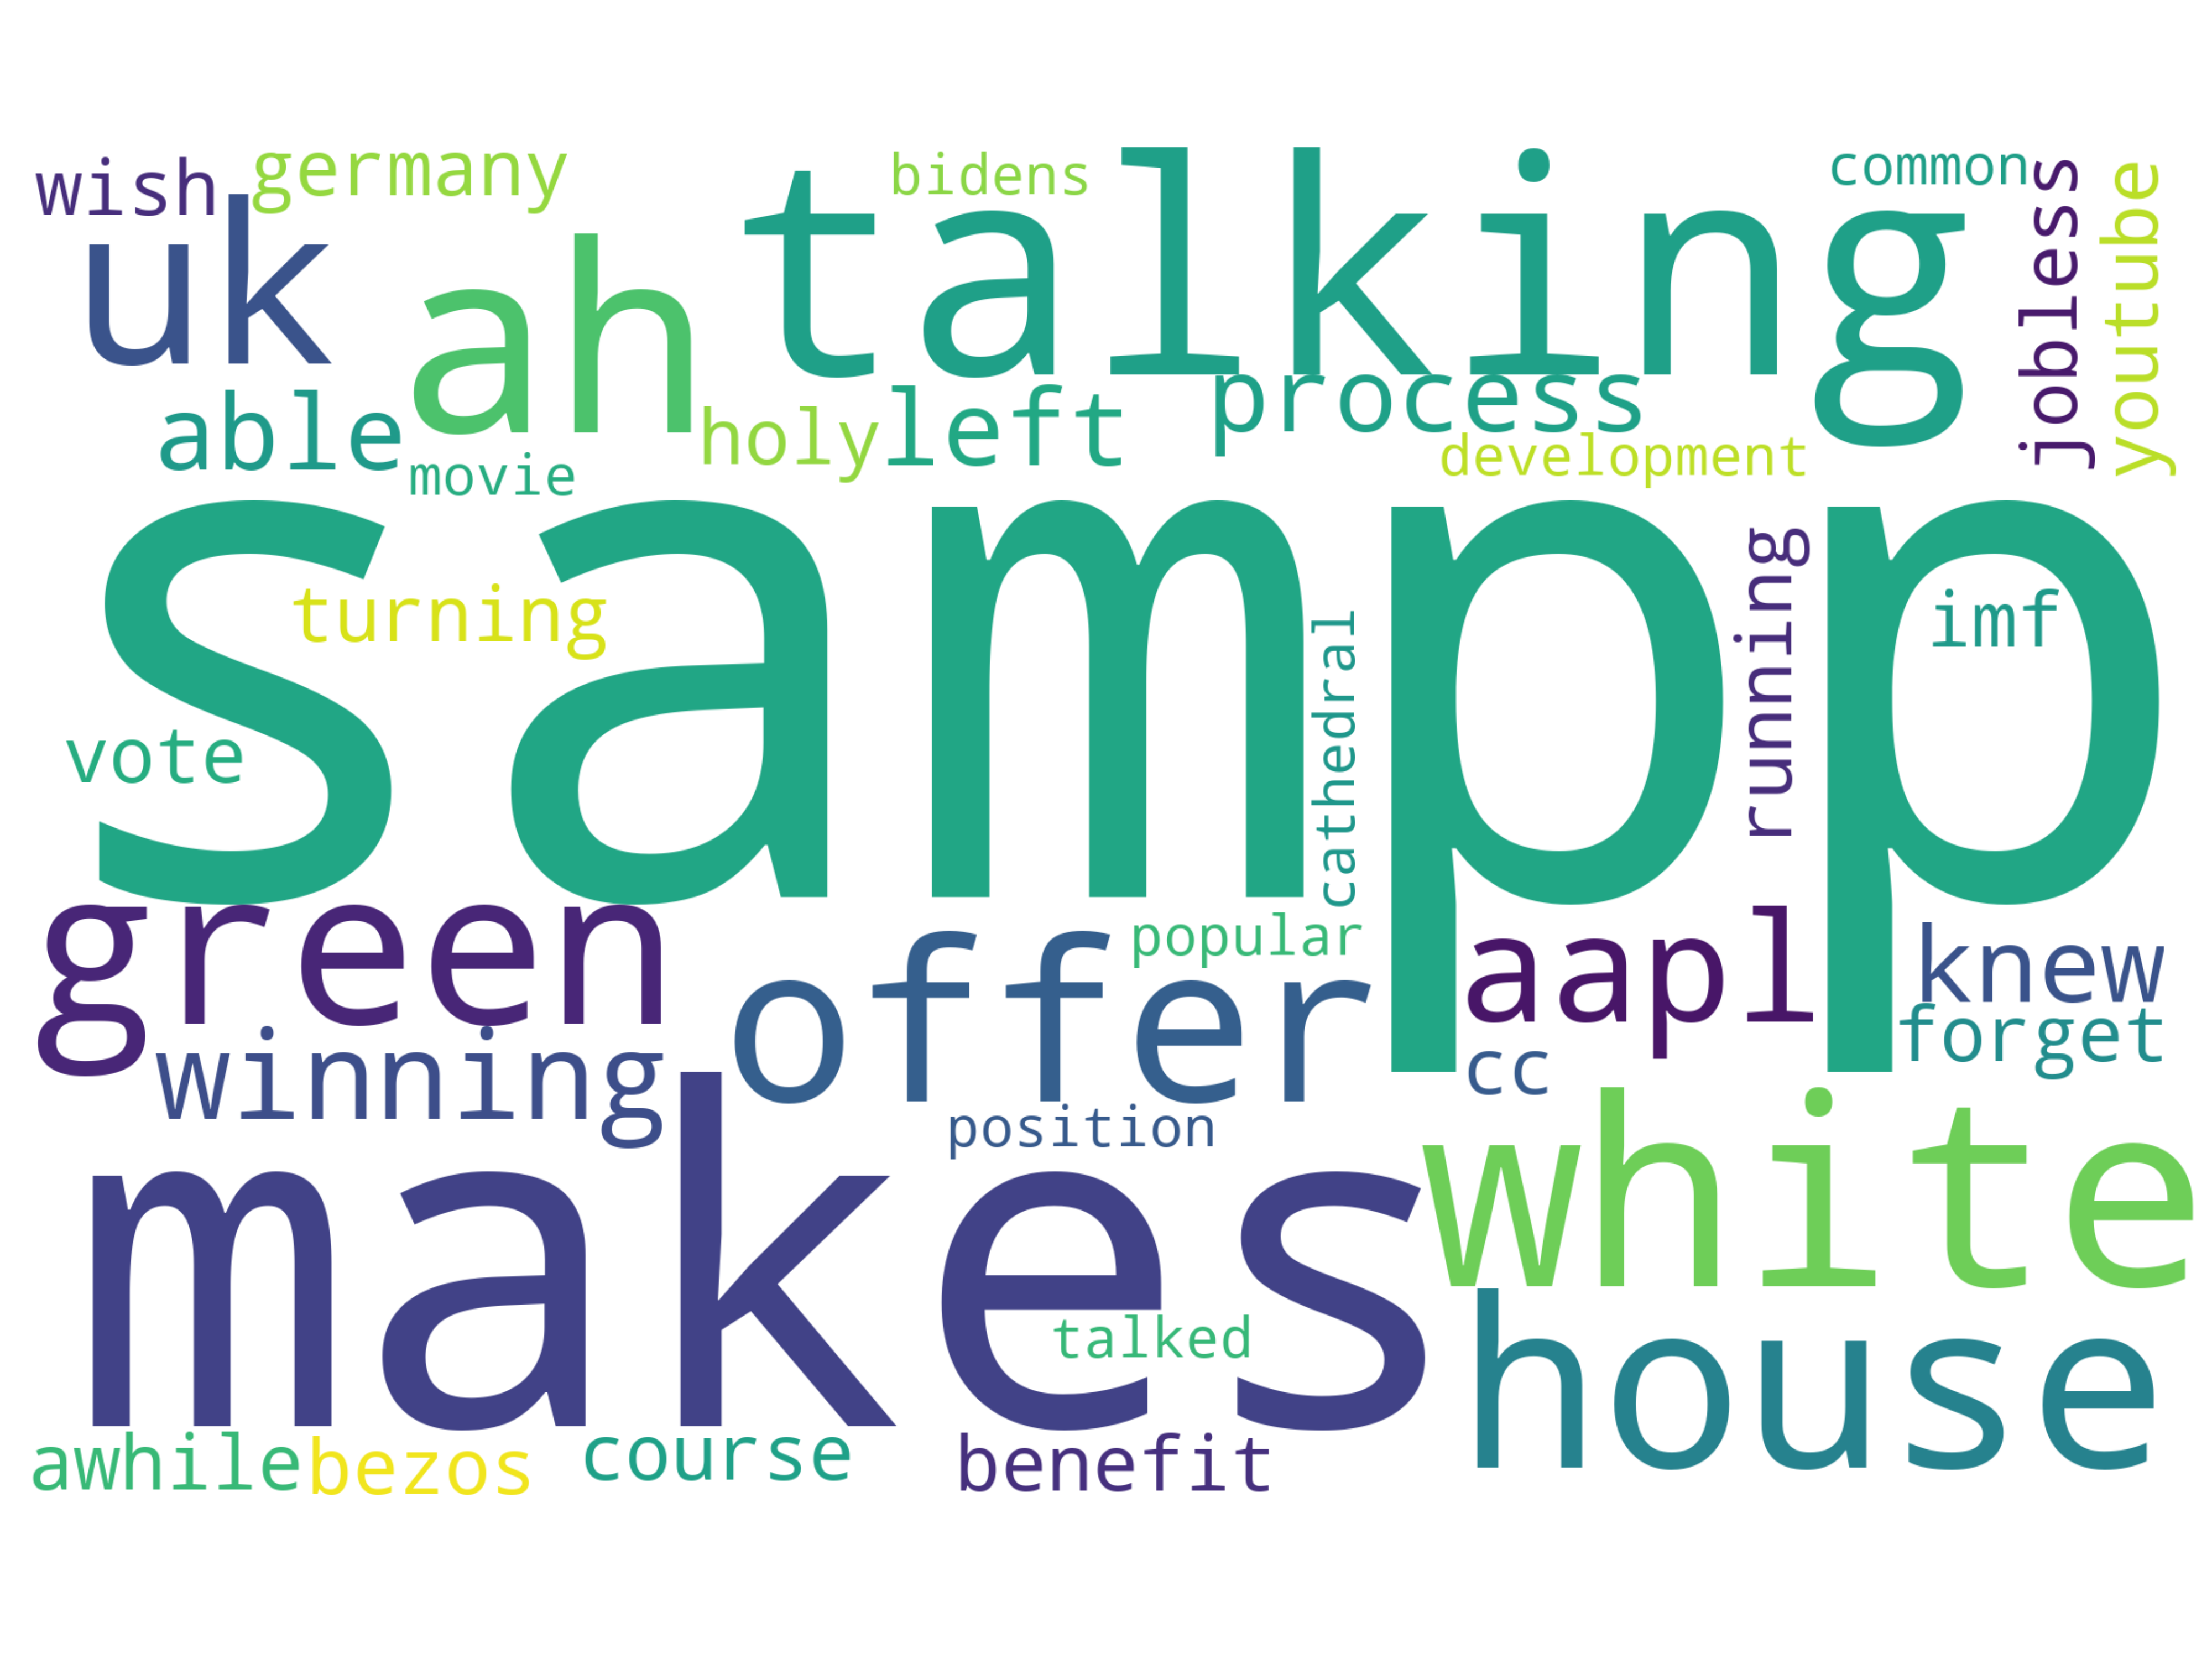 wish
germany
bidens
talking
common
jobless
youtube
uk
ah
able
holy
left
process
development
movie
sampp
turning
cathedral
running
imf
vote
green
offer
popular
aapl
knew
forget
winning
position
cc
makes
white
talked
house
awhile
bezos
course
benefit